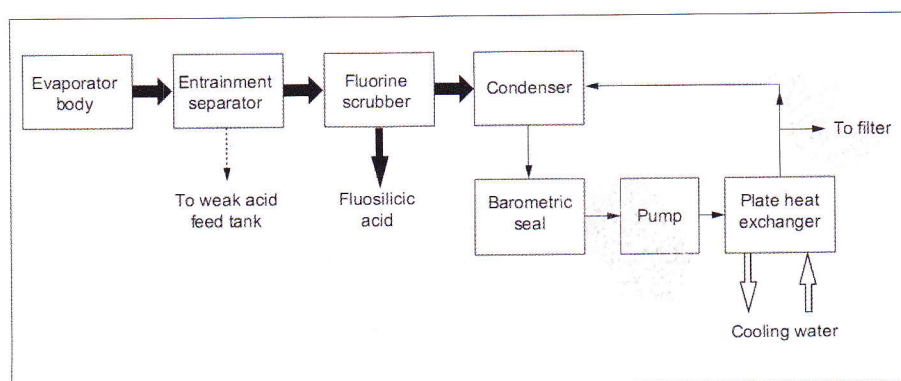 Evaporator
body
Entrainment
separator
Fluorine
scrubber
Condenser
To filter
To weak acid
feed tank
Fluosilicic
acid
Barometric
seal
Pump
Plate heat
exchanger
Cooling water